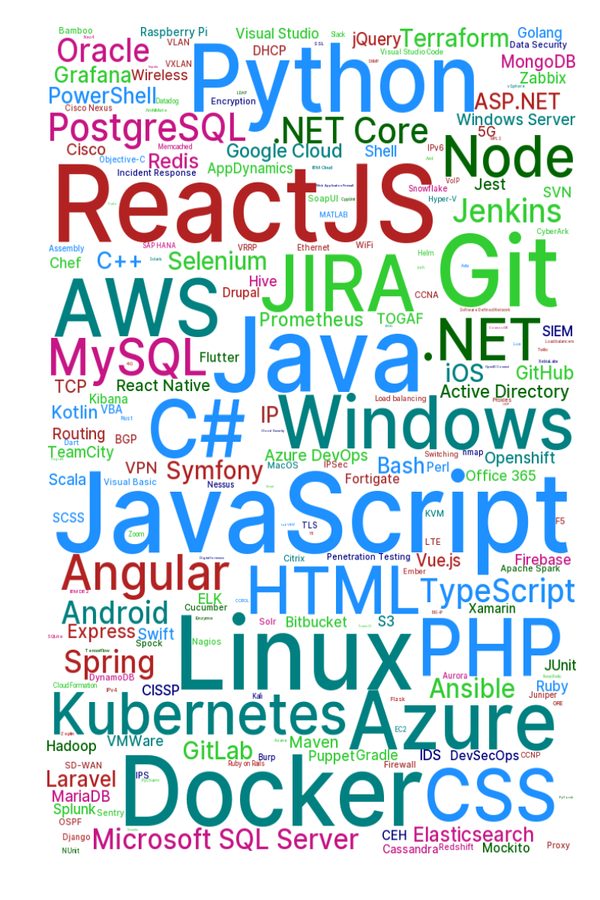 Bamboo
Raspberry Pi
Visual Studio
Slack
jQuery
Terraform
Golang
Data Security
Oracle
VLAN
DHCP
Visual Studio Code
MongoDB
Grafana
Wireless
VXLAN
Python
Zabbix
PowerShell
Datadog
Encryption
LDAP
ASP.NET
Cisco Nexus
Windows Server
PostgreSQL
.NET Core
5G
Cisco
Memcached
Google Cloud
Shell
IPv6
Node
Objective-C
Redis
AppDynamics
Incident Response
ReactJS
Snowflake
VoIP
Jest
SVN
SoapUI
Hyper-V
MATLAB
Jenkins
CyberArk
Assembly
SAP HANA
VRRP
Ethernet
WiFi
Git
Chef
C++
Selenium
Helm
JIRA
AWS
Hive
Drupal
CCNA
Prometheus
TOGAF
Java
.NET
SIEM
MySQL
Flutter
iOS
GitHub
TCP
React Native
Active Directory
Kibana
Load balancing
Kotlin
VBA
C#
IP
Windows
Routing
BGP
Dart
TeamCity
Azure DevOps
Switching
nmap
Openshift
VPN
Symfony
MacOS
IPSec
Bash
Perl
Office 365
Scala
Visual Basic
Nessus
Fortigate
JavaScript
SCSS
KVM
F5
TLS
Zoom
LTE
Citrix
Penetration Testing
Vue.js
Firebase
Angular
Ember
Apache Spark
HTML
TypeScript
ELK
Android
Cucumber
Xamarin
Solr
Bitbucket
S3
Express
Swift
Linux
PHP
Spock
Nagios
Spring
JUnit
DynamoDB
Aurora
CloudFormation
IPv4
CISSP
Kali
Ansible
Ruby
Juniper
Flask
Kubernetes
Azure
EC2
Hadoop
VMWare
GitLab
Maven
Burp
Puppet
Gradle
IDS
DevSecOps
CCNP
SD-WAN
Ruby on Rails
Firewall
Laravel
IPS
Docker
CSS
MariaDB
Splunk
Sentry
OSPF
Django
Microsoft SQL Server
CEH
Elasticsearch
NUnit
Cassandra
Redshift
Mockito
Proxy